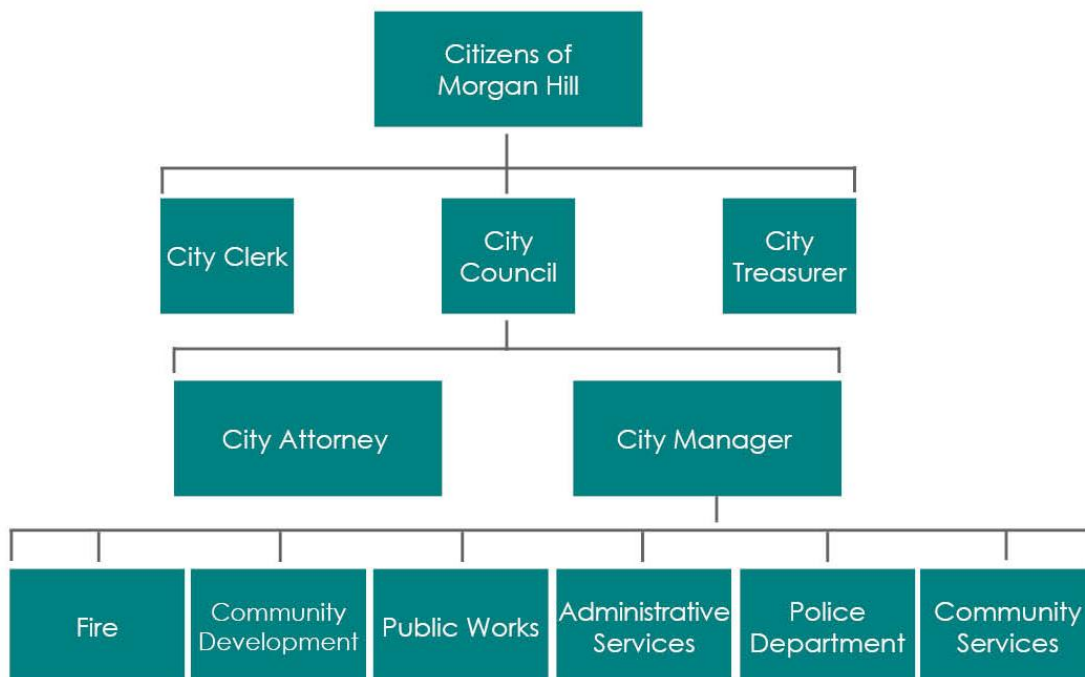 Citizens of
Morgan Hill
City Clerk
City
Council
City
Treasurer
City Attorney
City Manager
Fire
Community
Development
Public Works
Administrative
Services
Police
Department
Community
Services